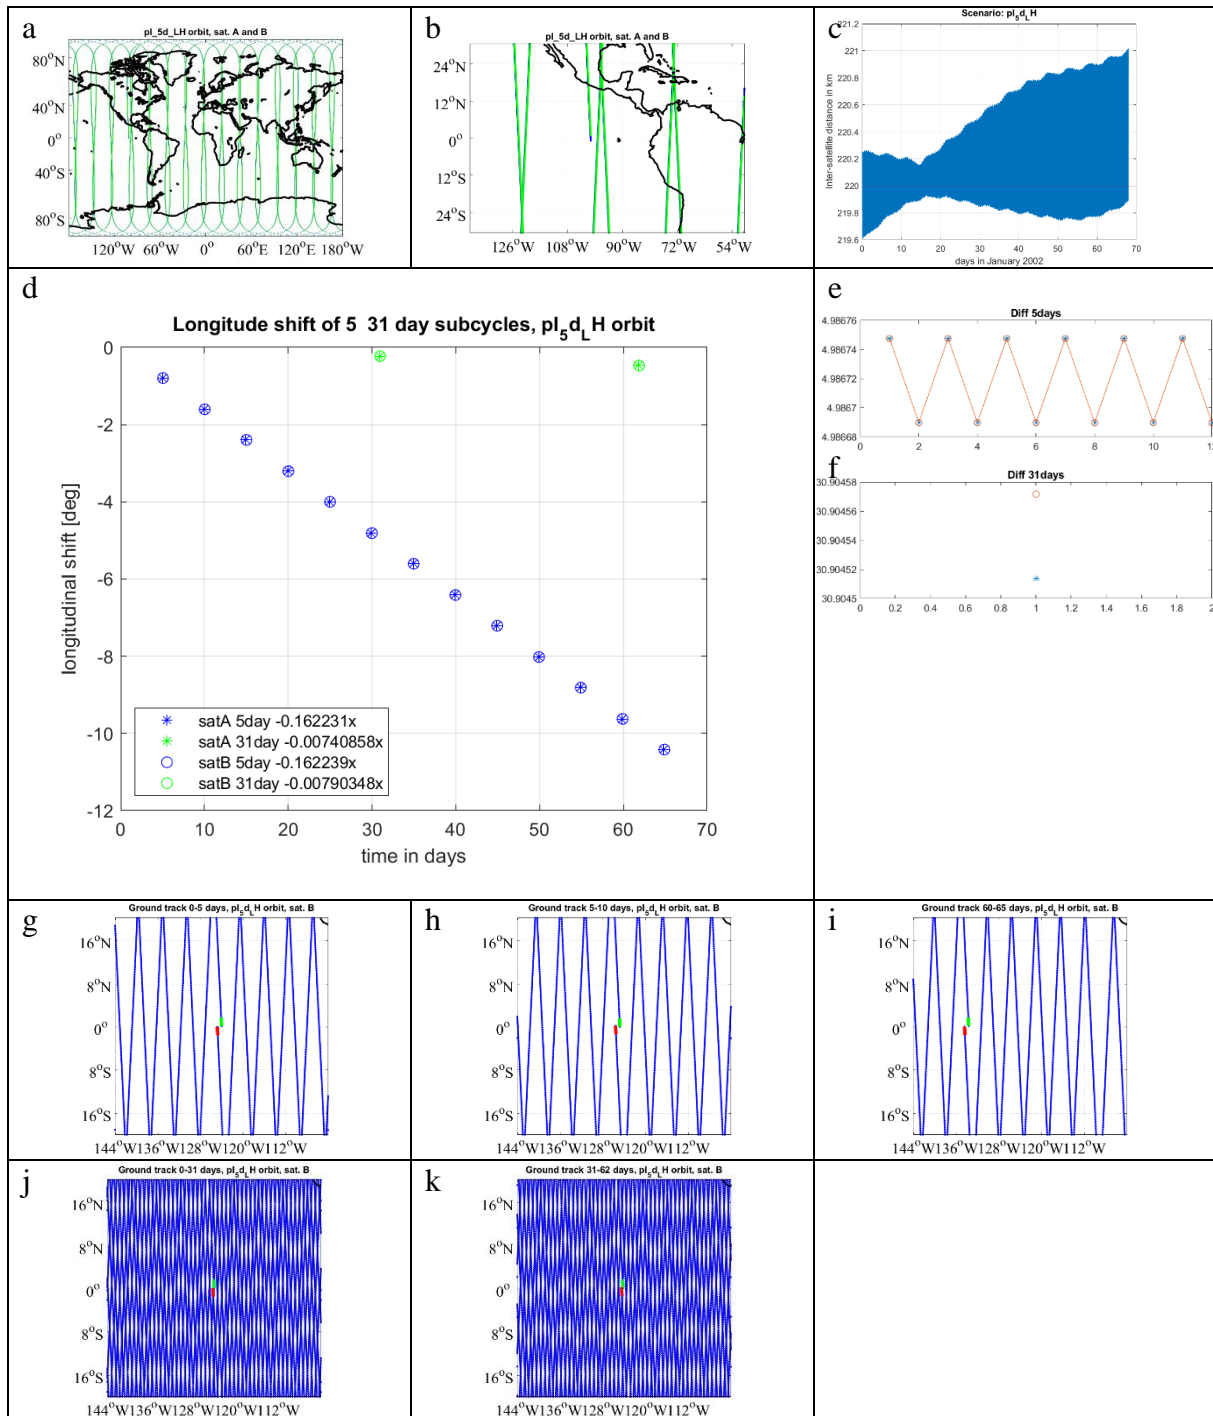 a
pl_5d_LH orbit, sat. A and B
80°N
40°N
0°
40°S
80°S
120°W 60°W 0° 60°E 120°E 180°W
b
pl_5d_LH orbit, sat. A and B
24°N
12°N
0°
12°S
24°S
126°W 108°W 90°W 72°W 54°W
c
Scenario: pl5dLH
221.2
221
220.8
220.6
220.4
220.2
220
219.8
219.6
Inter-satellite distance in km
0 10 20 30 40 50 60 70
days in January 2002
d
Longitude shift of 5 31 day subcycles, pl5dLH orbit
0
-2
-4
-6
-8
-10
-12
longitudinal shift [deg]
satA 5day -0.162231x
satA 31day -0.00740858x
satB 5day -0.162239x
satB 31day -0.00790348x
0 10 20 30 40 50 60 70
time in days
e
Diff 5days
4.98676
4.98674
4.98672
4.9867
4.98668
0 2 4 6 8 10 12
f
Diff 31days
30.90458
30.90456
30.90454
30.90452
30.9045
0 0.2 0.4 0.6 0.8 1 1.2 1.4 1.6 1.8 2
g
Ground track 0-5 days, pl5dLH orbit, sat. B
16°N
8°N
0°
8°S
16°S
144°W136°W128°W120°W112°W
h
Ground track 5-10 days, pl5dLH orbit, sat. B
16°N
8°N
0°
8°S
16°S
144°W136°W128°W120°W112°W
i
Ground track 60-65 days, pl5dLH orbit, sat. B
16°N
8°N
0°
8°S
16°S
144°W136°W128°W120°W112°W
j
Ground track 0-31 days, pl5dLH orbit, sat. B
16°N
8°N
0°
8°S
16°S
144°W136°W128°W120°W112°W
k
Ground track 31-62 days, pl5dLH orbit, sat. B
16°N
8°N
0°
8°S
16°S
144°W136°W128°W120°W112°W